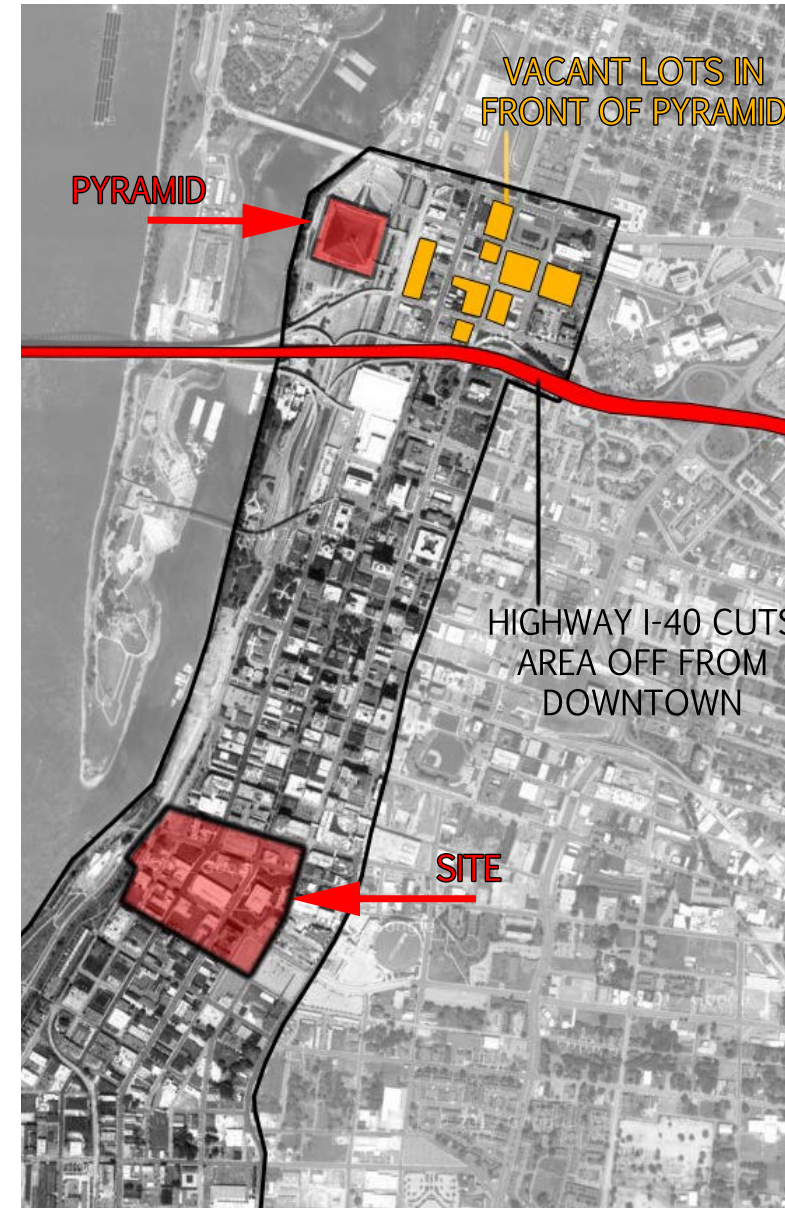 VACANT LOTS IN
FRONT OF PYRAMID
PYRAMID
HIGHWAY I-40 CUTS
AREA OFF FROM
DOWNTOWN
SITE